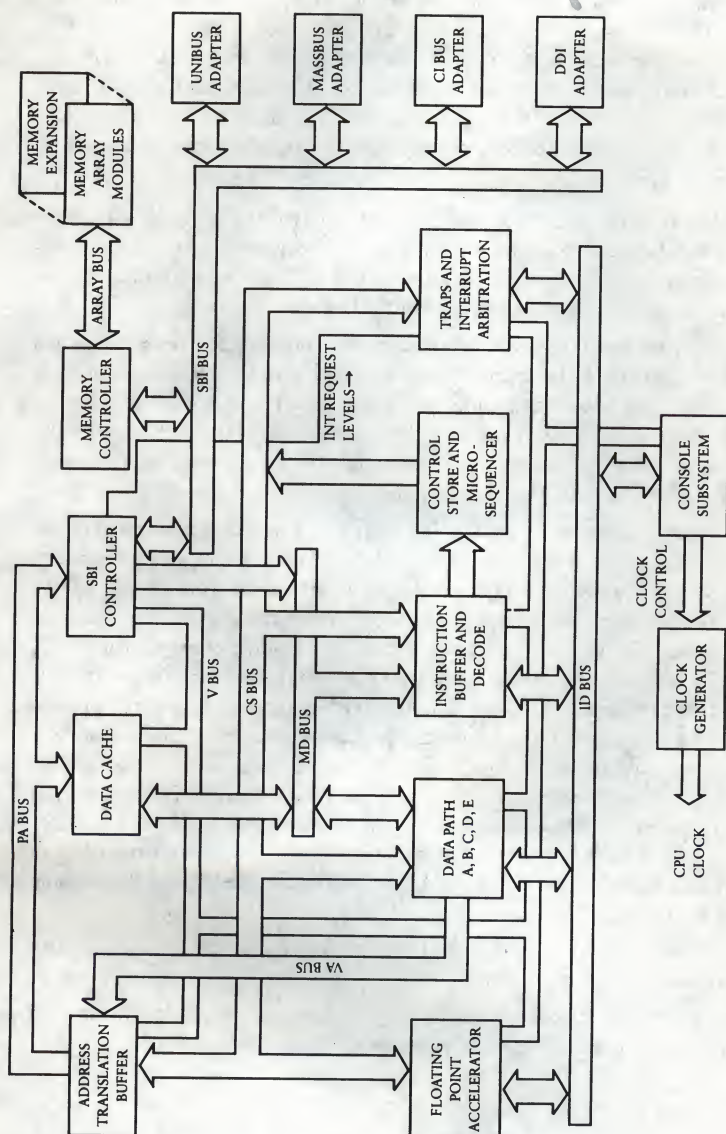 ADDRESS
TRANSLATION
BUFFER
PA BUS
DATA CACHE
SBI
CONTROLLER
MEMORY
CONTROLLER
ARRAY BUS
MEMORY
EXPANSION
MEMORY
ARRAY
MODULES
V BUS
SBI BUS
CS BUS
VA BUS
MD BUS
INT REQUEST
LEVELS →
UNIBUS
ADAPTER
MASSBUS
ADAPTER
CI BUS
ADAPTER
DDI
ADAPTER
FLOATING
POINT
ACCELERATOR
DATA PATH
A, B, C, D, E
INSTRUCTION
BUFFER AND
DECODE
CONTROL
STORE AND
MICRO-
SEQUENCER
TRAPS AND
INTERRUPT
ARBITRATION
ID BUS
CPU
CLOCK
CLOCK
GENERATOR
CLOCK
CONTROL
CONSOLE
SUBSYSTEM